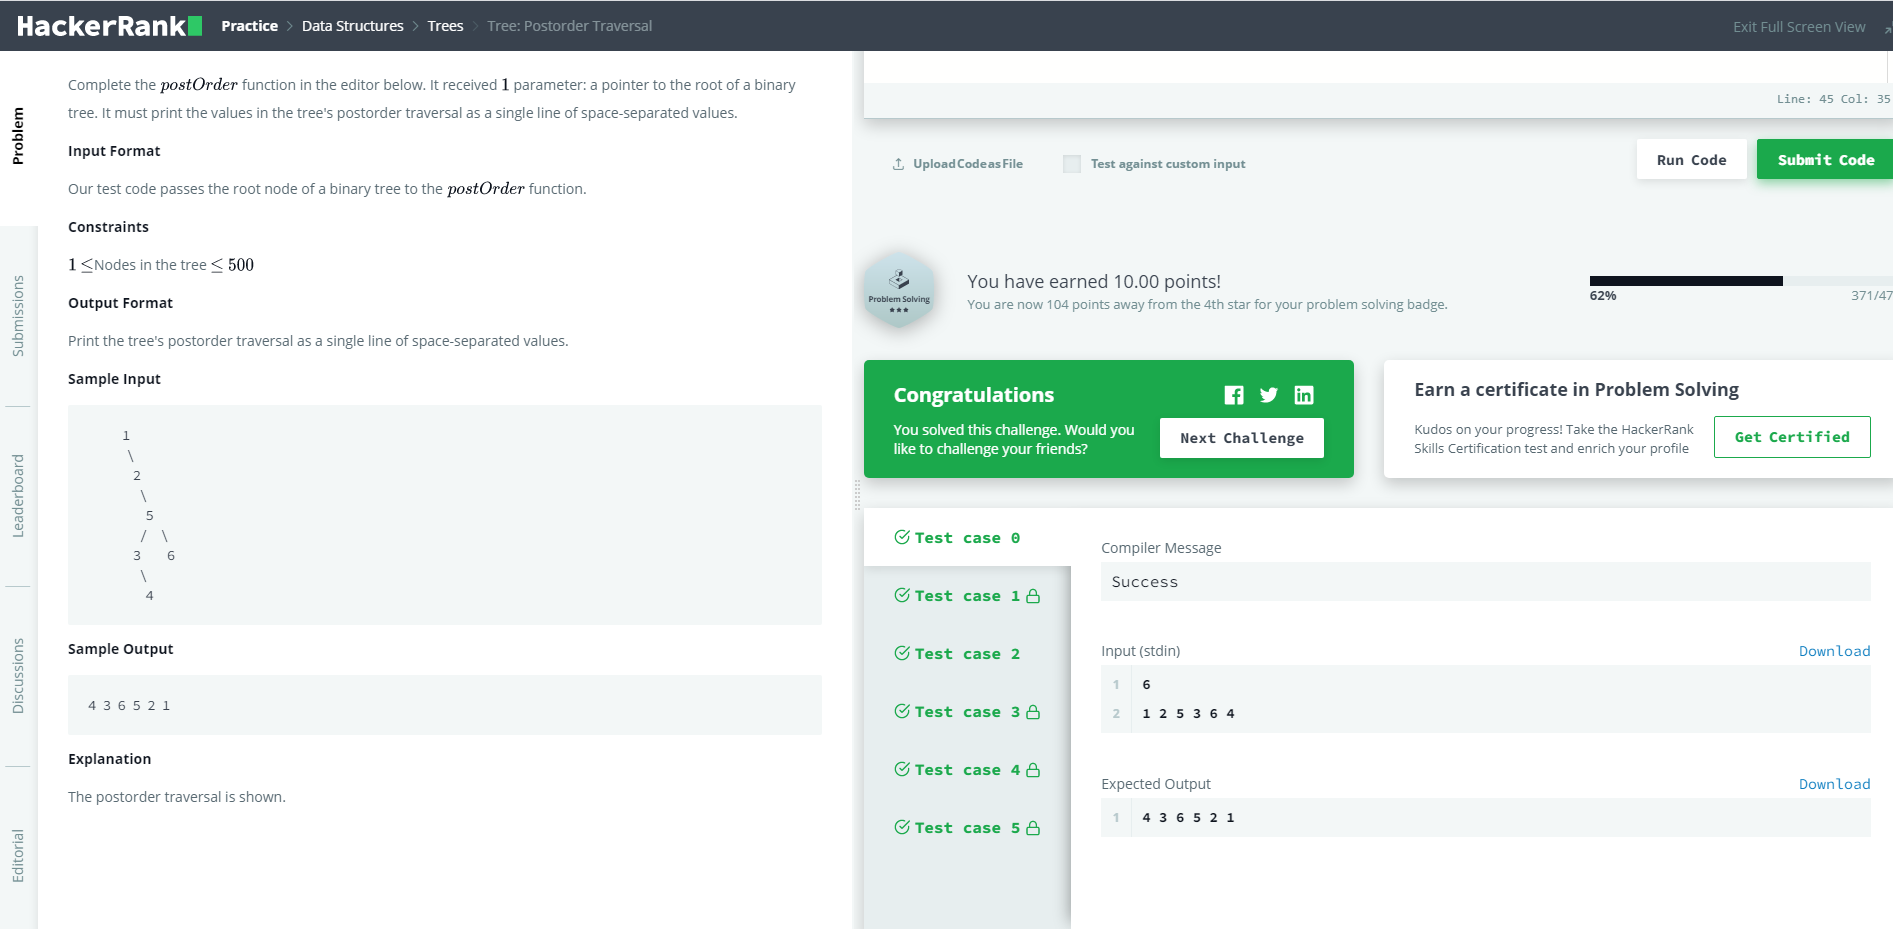 HackerRank Practice > Data Structures > Trees > Tree: Postorder Traversal
Exit Full Screen View
Problem
Submissions
Leaderboard
Discussions
Editorial
Complete the postOrder function in the editor below. It received 1 parameter: a pointer to the root of a binary
tree. It must print the values in the tree's postorder traversal as a single line of space-separated values.
Input Format
Our test code passes the root node of a binary tree to the postOrder function.
Constraints
1 ≤Nodes in the tree ≤ 500
Output Format
Print the tree's postorder traversal as a single line of space-separated values.
Sample Input
1
\
2
\
5
/ \
3 6
\
4
Sample Output
4 3 6 5 2 1
Explanation
The postorder traversal is shown.
Line: 45 Col: 35
Upload Code as File
Test against custom input
Run Code
Submit Code
Problem Solving
You have earned 10.00 points!
You are now 104 points away from the 4th star for your problem solving badge.
62%
371/47
Congratulations
You solved this challenge. Would you
like to challenge your friends?
Next Challenge
Earn a certificate in Problem Solving
Kudos on your progress! Take the HackerRank
Skills Certification test and enrich your profile
Get Certified
Test case 0
Test case 1
Test case 2
Test case 3
Test case 4
Test case 5
Compiler Message
Success
Input (stdin)
Download
1 6
2 1 2 5 3 6 4
Expected Output
Download
1 4 3 6 5 2 1